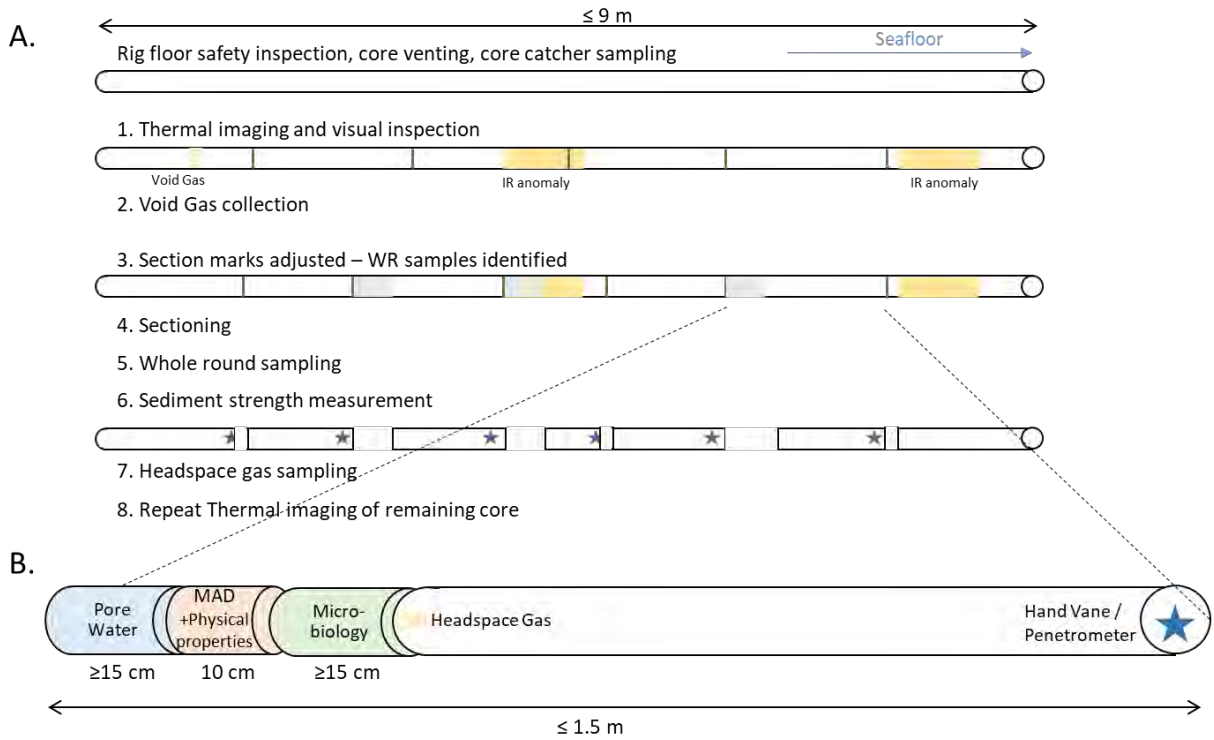 ≤ 9 m
A.
Seafloor
Rig floor safety inspection, core venting, core catcher sampling
1. Thermal imaging and visual inspection
Void Gas
IR anomaly
IR anomaly
2. Void Gas collection
3. Section marks adjusted – WR samples identified
4. Sectioning
5. Whole round sampling
6. Sediment strength measurement
7. Headspace gas sampling
8. Repeat Thermal imaging of remaining core
B.
Pore
Water
MAD
+Physical
properties
Micro-
biology
Headspace Gas
Hand Vane /
Penetrometer
≥15 cm
10 cm
≥15 cm
≤ 1.5 m